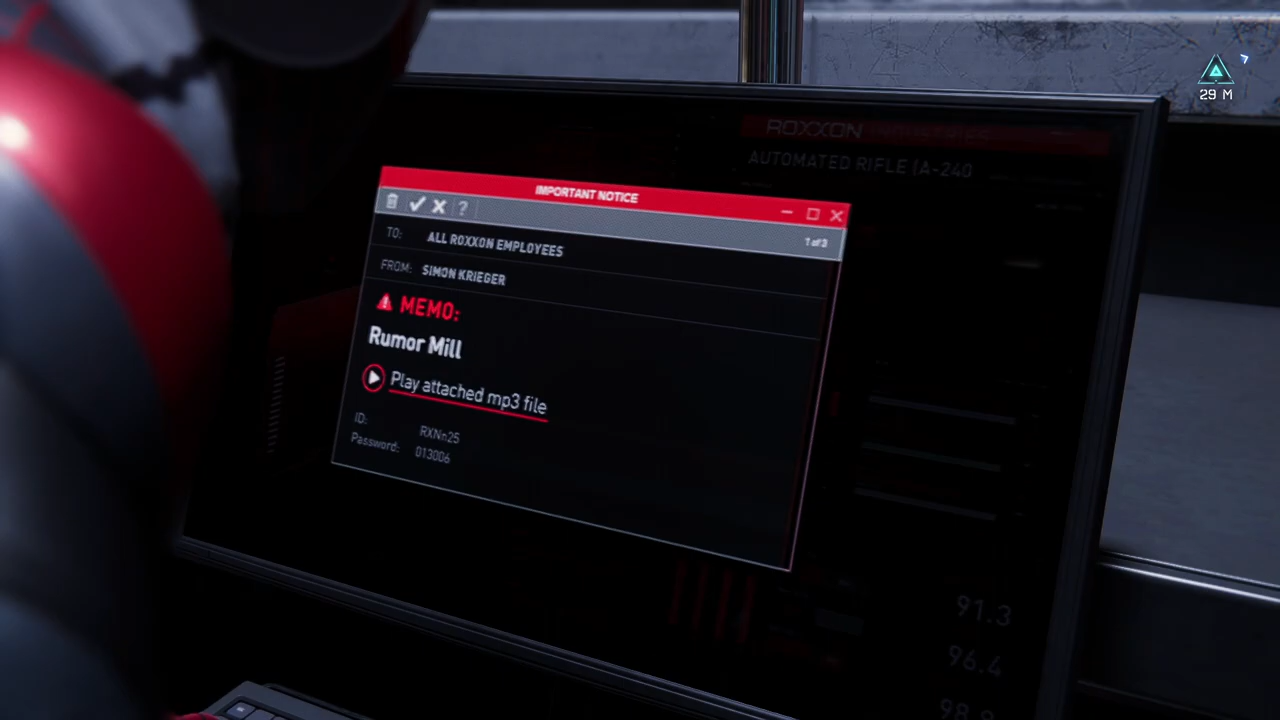 29 M
ROXXON
AUTOMATED RIFLE (A-240
IMPORTANT NOTICE
?
1 of 3
TO: ALL ROXXON EMPLOYEES
FROM: SIMON KRIEGER
MEMO:
Rumor Mill
Play attached mp3 file
ID: RXNn25
Password: 013006
91.3
96.4